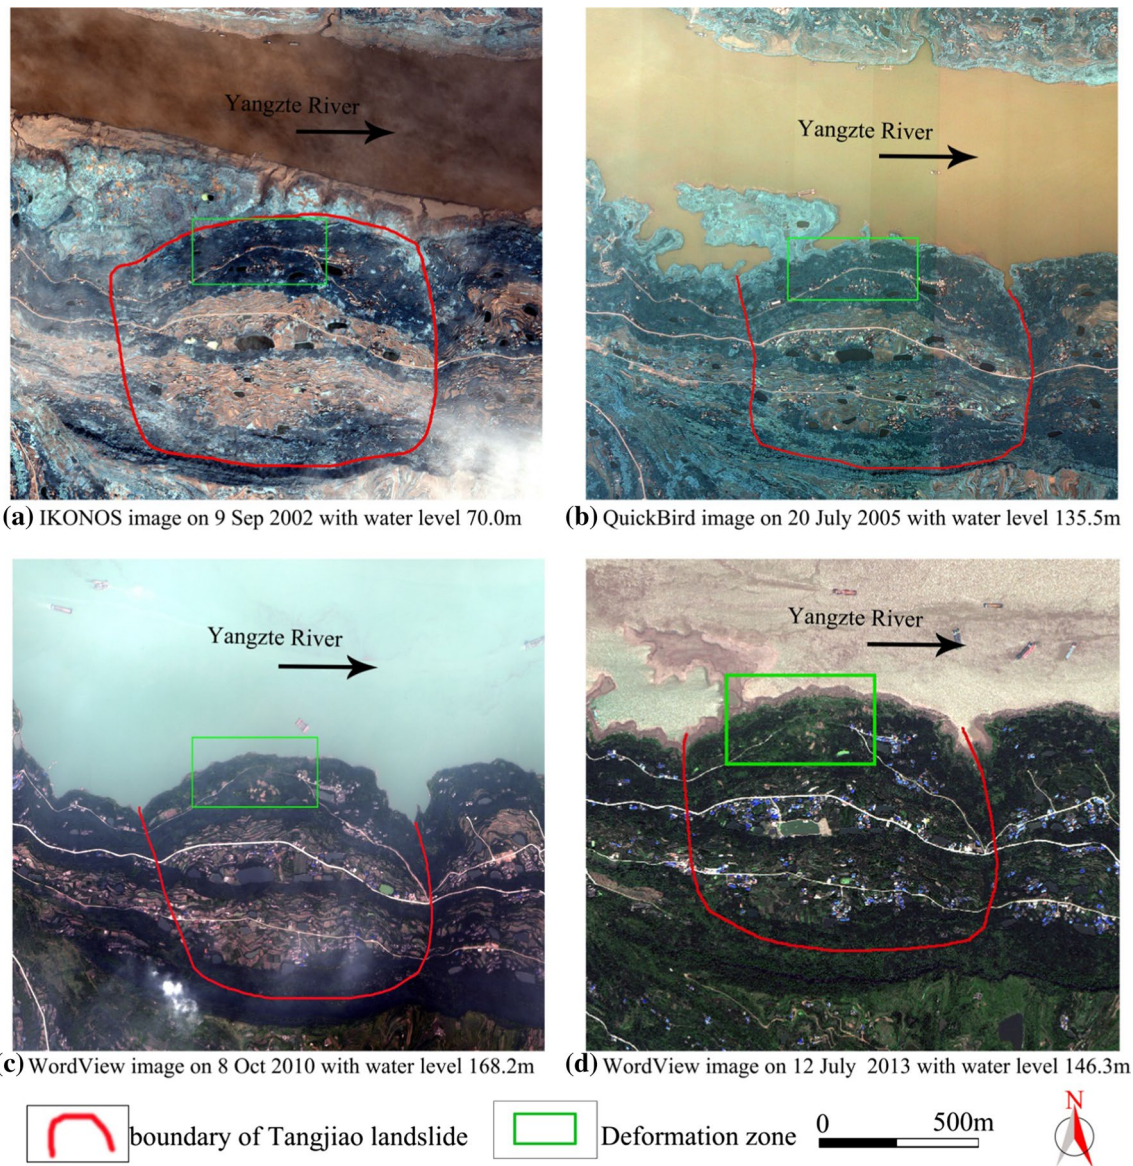 Yangzte River
Yangzte River
(a) IKONOS image on 9 Sep 2002 with water level 70.0m
(b) QuickBird image on 20 July 2005 with water level 135.5m
Yangzte River
Yangzte River
(c) WordView image on 8 Oct 2010 with water level 168.2m
(d) WordView image on 12 July 2013 with water level 146.3m
boundary of Tangjiao landslide
Deformation zone
0 500m
N